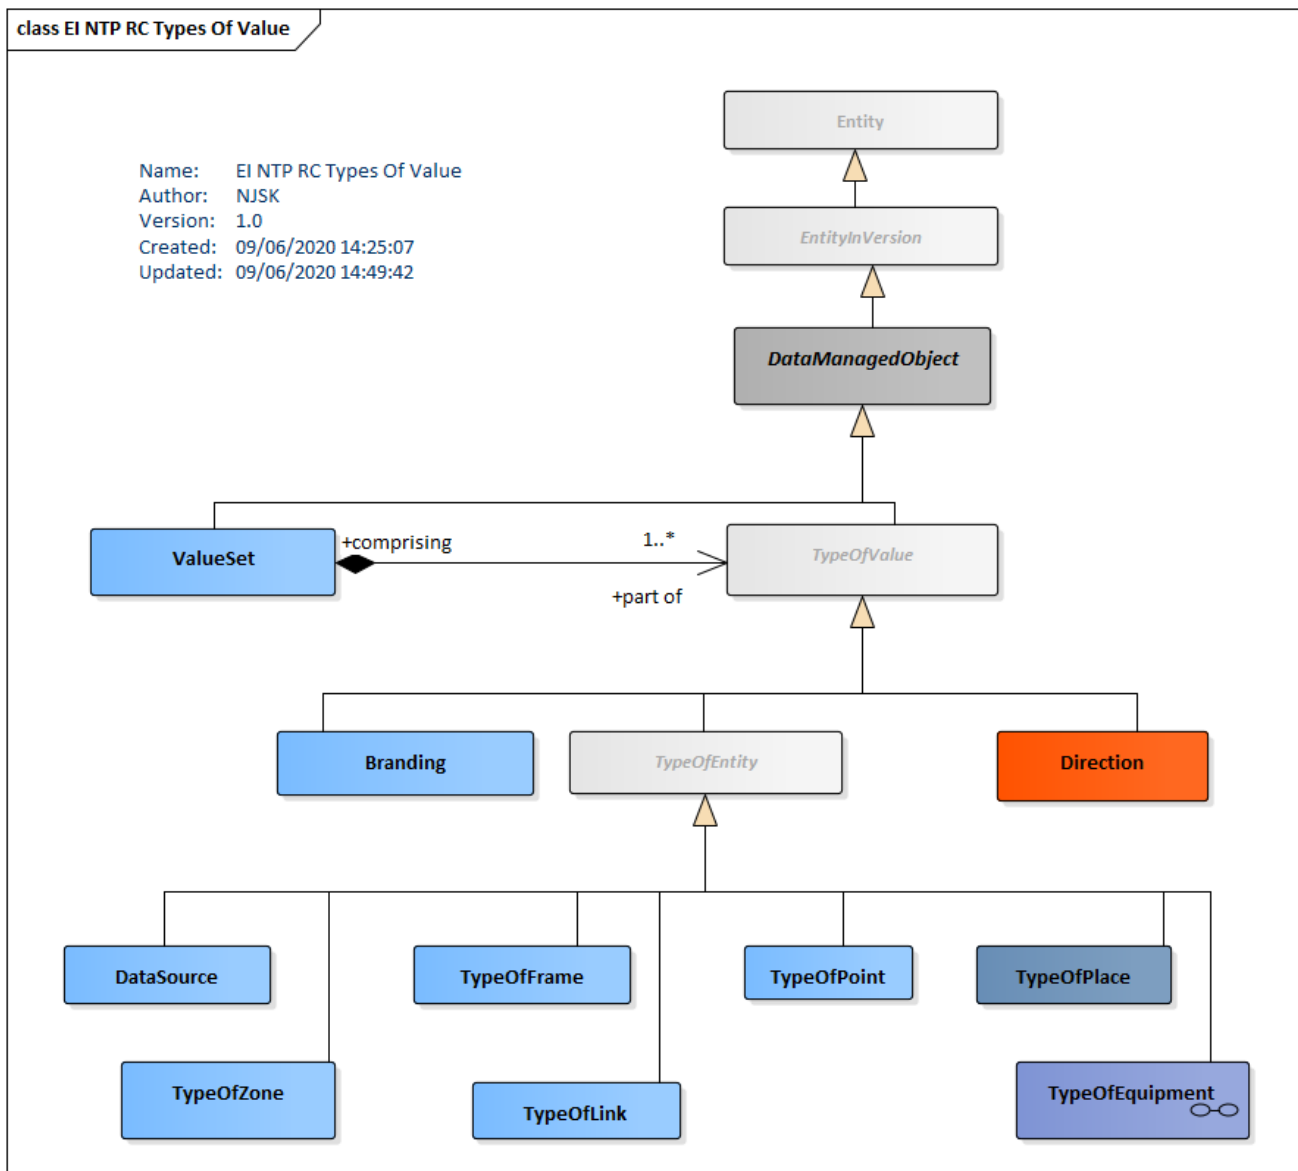 class EI NTP RC Types Of Value
Entity
Name: EI NTP RC Types Of Value
Author: NJSK
Version: 1.0
Created: 09/06/2020 14:25:07
Updated: 09/06/2020 14:49:42
EntityInVersion
DataManagedObject
ValueSet
+comprising
1..*
+part of
TypeOfValue
Branding
TypeOfEntity
Direction
DataSource
TypeOfFrame
TypeOfPoint
TypeOfPlace
TypeOfZone
TypeOfLink
TypeOfEquipment